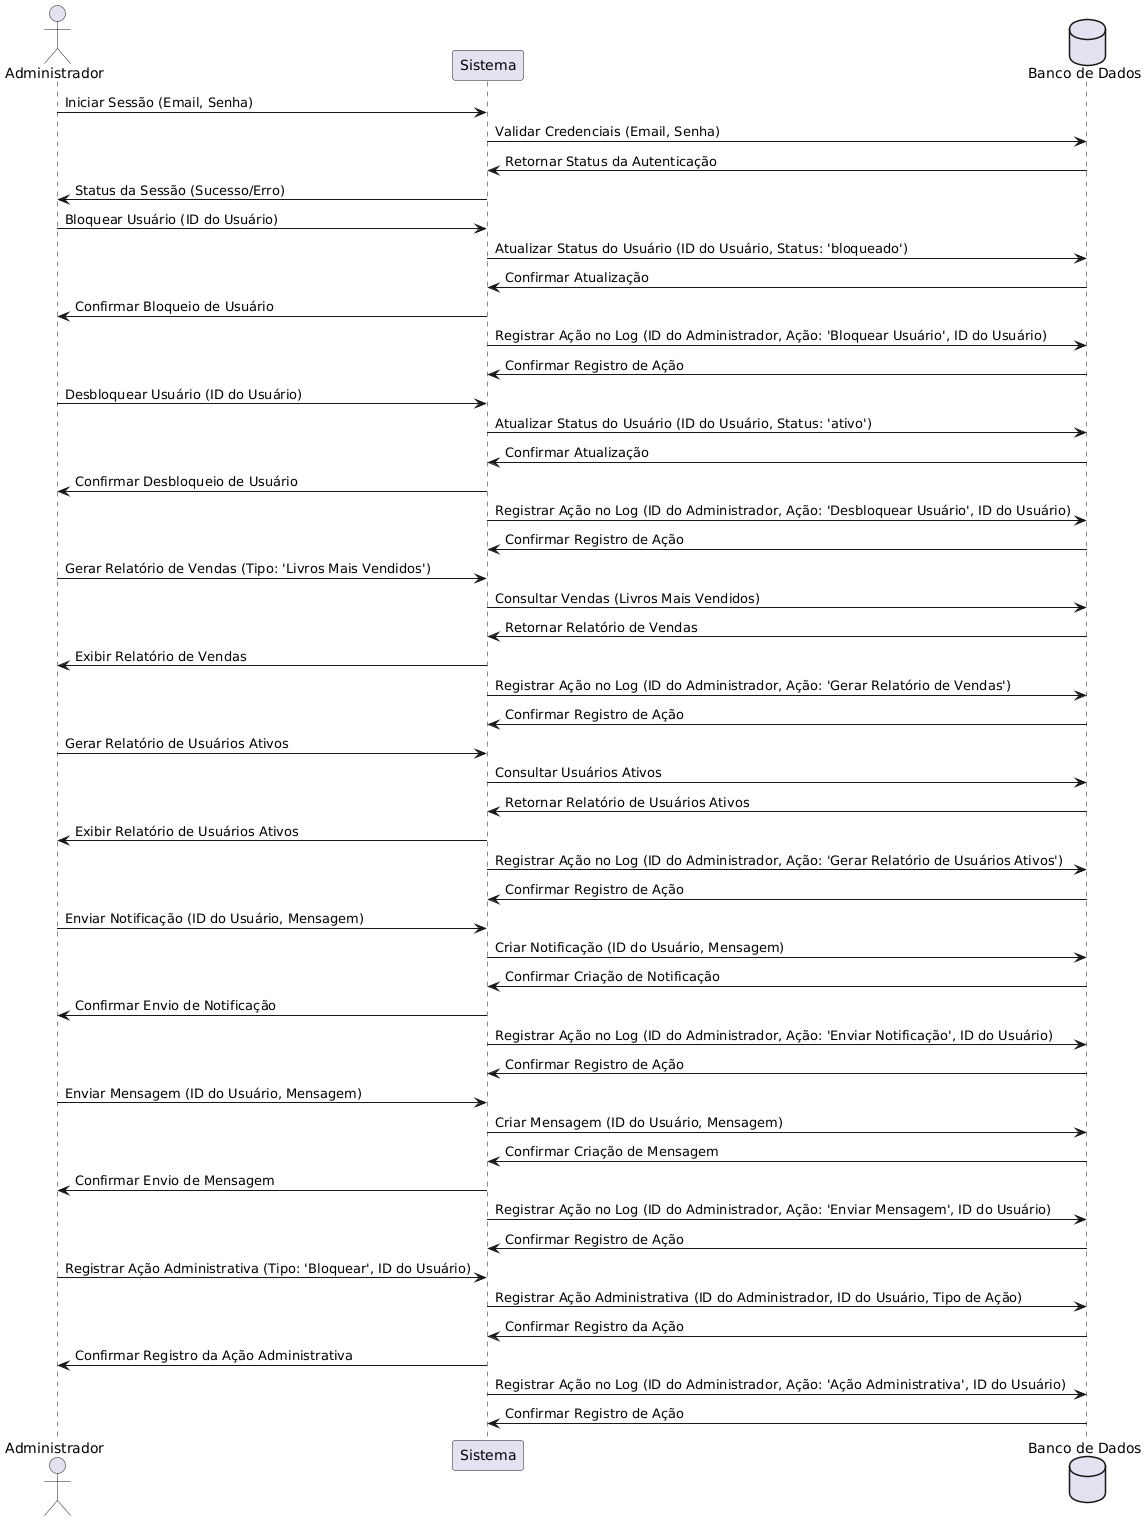 Administrador
Sistema
Banco de Dados
Iniciar Sessão (Email, Senha)
Validar Credenciais (Email, Senha)
Retornar Status da Autenticação
Status da Sessão (Sucesso/Erro)
Bloquear Usuário (ID do Usuário)
Atualizar Status do Usuário (ID do Usuário, Status: 'bloqueado')
Confirmar Atualização
Confirmar Bloqueio de Usuário
Registrar Ação no Log (ID do Administrador, Ação: 'Bloquear Usuário', ID do Usuário)
Confirmar Registro de Ação
Desbloquear Usuário (ID do Usuário)
Atualizar Status do Usuário (ID do Usuário, Status: 'ativo')
Confirmar Atualização
Confirmar Desbloqueio de Usuário
Registrar Ação no Log (ID do Administrador, Ação: 'Desbloquear Usuário', ID do Usuário)
Confirmar Registro de Ação
Gerar Relatório de Vendas (Tipo: 'Livros Mais Vendidos')
Consultar Vendas (Livros Mais Vendidos)
Retornar Relatório de Vendas
Exibir Relatório de Vendas
Registrar Ação no Log (ID do Administrador, Ação: 'Gerar Relatório de Vendas')
Confirmar Registro de Ação
Gerar Relatório de Usuários Ativos
Consultar Usuários Ativos
Retornar Relatório de Usuários Ativos
Exibir Relatório de Usuários Ativos
Registrar Ação no Log (ID do Administrador, Ação: 'Gerar Relatório de Usuários Ativos')
Confirmar Registro de Ação
Enviar Notificação (ID do Usuário, Mensagem)
Criar Notificação (ID do Usuário, Mensagem)
Confirmar Criação de Notificação
Confirmar Envio de Notificação
Registrar Ação no Log (ID do Administrador, Ação: 'Enviar Notificação', ID do Usuário)
Confirmar Registro de Ação
Enviar Mensagem (ID do Usuário, Mensagem)
Criar Mensagem (ID do Usuário, Mensagem)
Confirmar Criação de Mensagem
Confirmar Envio de Mensagem
Registrar Ação no Log (ID do Administrador, Ação: 'Enviar Mensagem', ID do Usuário)
Confirmar Registro de Ação
Registrar Ação Administrativa (Tipo: 'Bloquear', ID do Usuário)
Registrar Ação Administrativa (ID do Administrador, ID do Usuário, Tipo de Ação)
Confirmar Registro da Ação
Confirmar Registro da Ação Administrativa
Registrar Ação no Log (ID do Administrador, Ação: 'Ação Administrativa', ID do Usuário)
Confirmar Registro de Ação
Administrador
Sistema
Banco de Dados